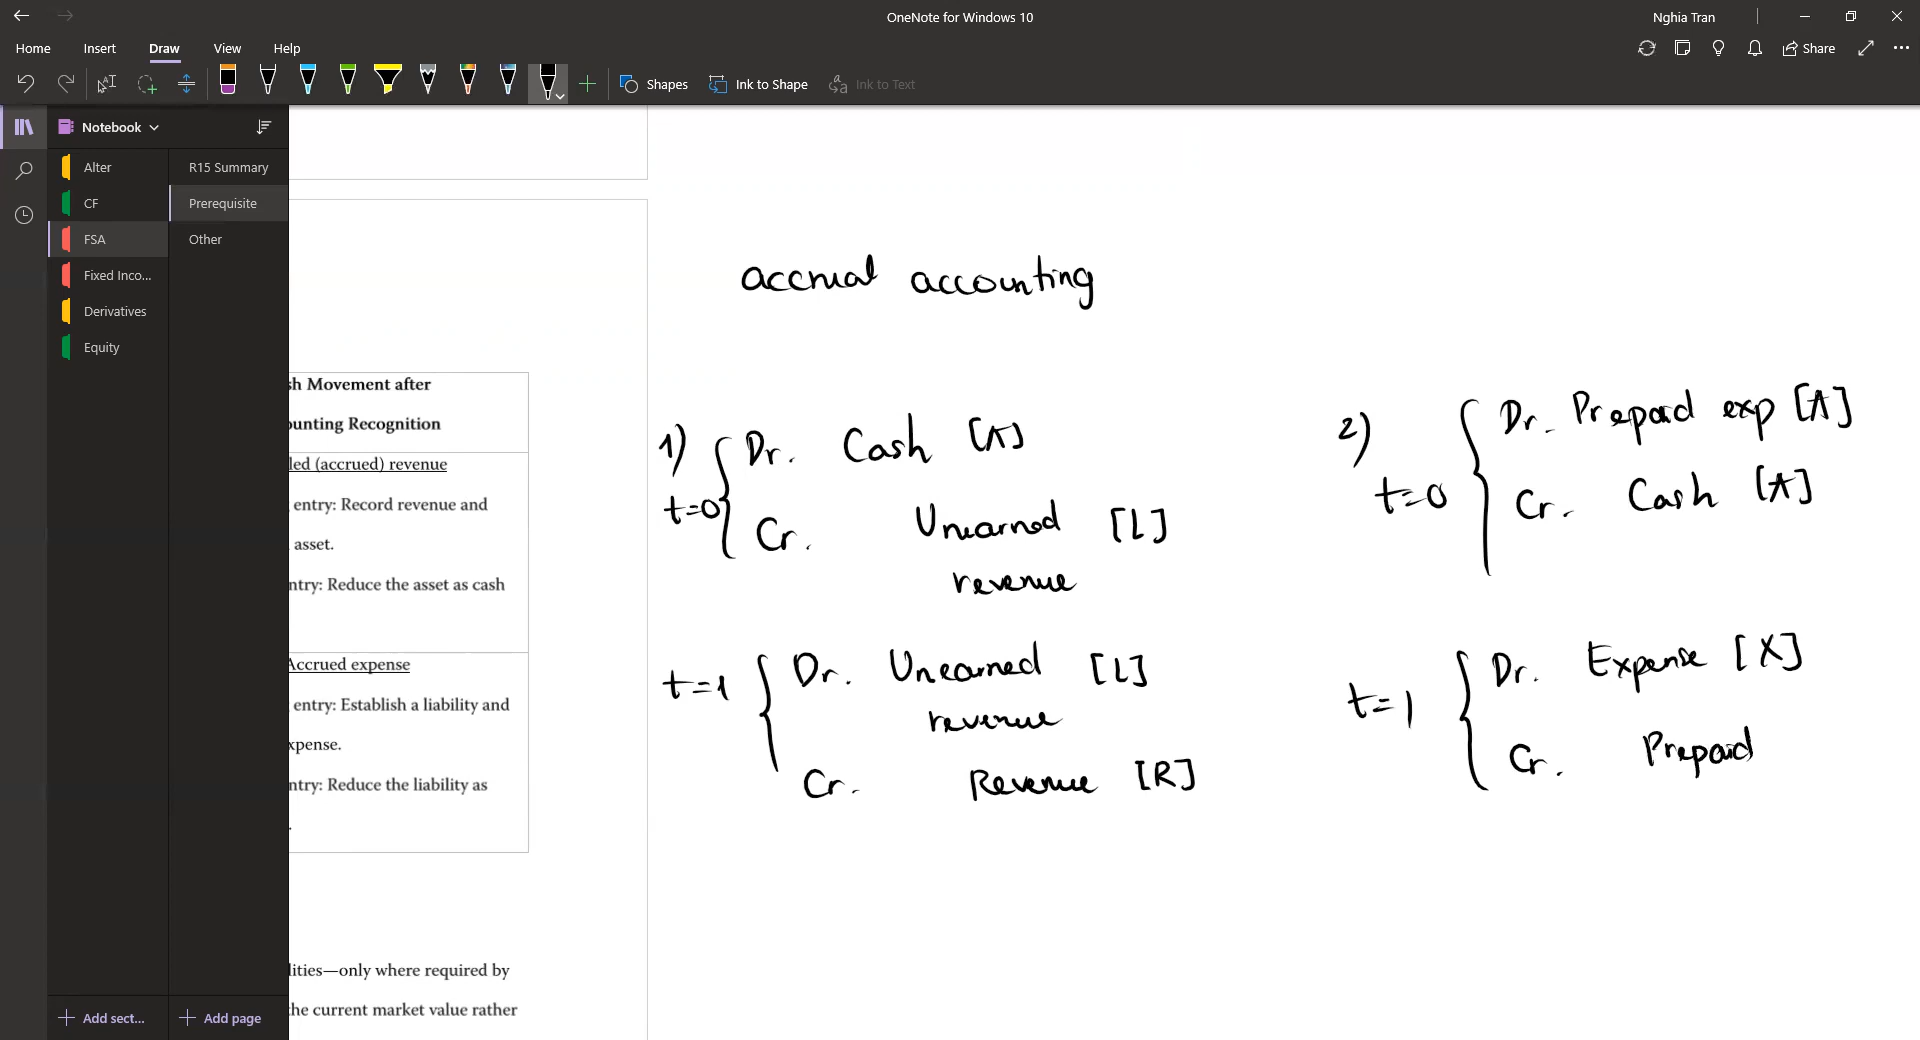 OneNote for Windows 10
Nghia Tran
Home Insert Draw View Help
Share
Shapes Ink to Shape Ink to Text
Notebook
Alter
CF
FSA
Fixed Inco...
Derivatives
Equity
R15 Summary
Prerequisite
Other
Add sect...
Add page
sh Movement after
ounting Recognition
led (accrued) revenue
entry: Record revenue and
asset.
ntry: Reduce the asset as cash
Accrued expense
entry: Establish a liability and
xpense.
ntry: Reduce the liability as
.
lities—only where required by
he current market value rather
accrual accounting
1) t=0
Dr. Cash [A]
Cr. Unearned [L]
revenue
t=1
Dr. Unearned [L]
revenue
Cr. Revenue [R]
2) t=0
Dr. Prepaid exp [A]
Cr. Cash [A]
t=1
Dr. Expense [X]
Cr. Prepaid